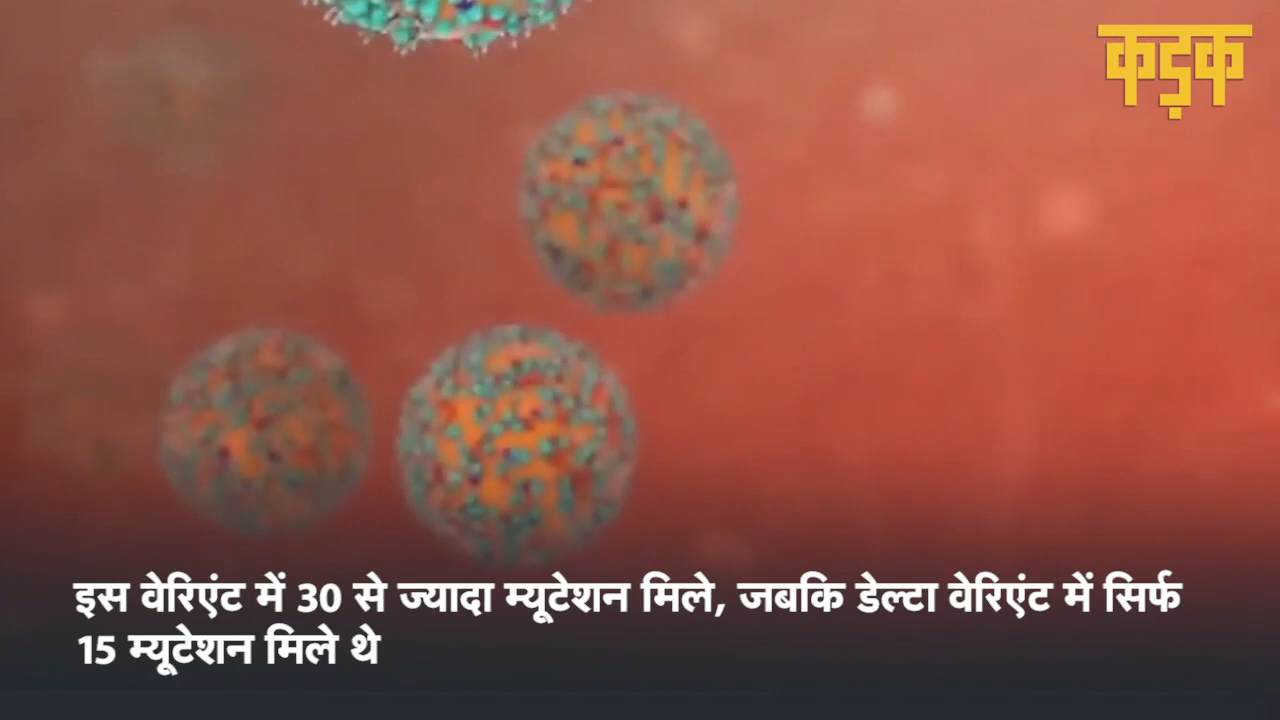 कड़क
इस वेरिएंट में 30 से ज्यादा म्यूटेशन मिले, जबकि डेल्टा वेरिएंट में सिर्फ
15 म्यूटेशन मिले थे